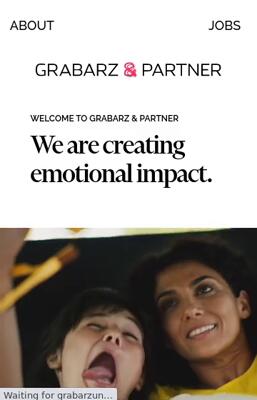 ABOUT JOBS
GRABARZ & PARTNER
WELCOME TO GRABARZ & PARTNER
We are creating
emotional impact.
Waiting for grabarzun...